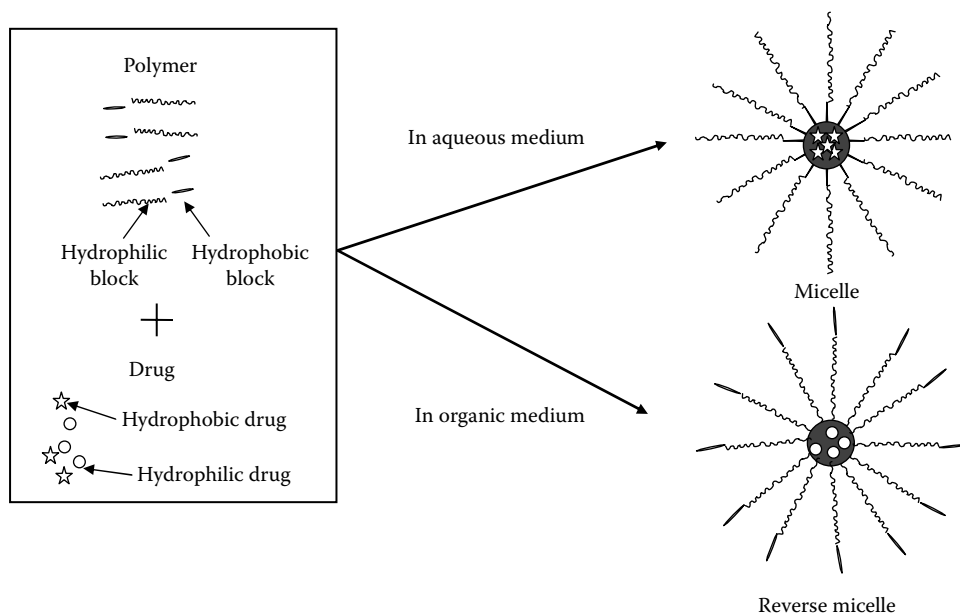 Polymer
Hydrophilic
block
Hydrophobic
block
Drug
Hydrophobic drug
Hydrophilic drug
In aqueous medium
In organic medium
Micelle
Reverse micelle